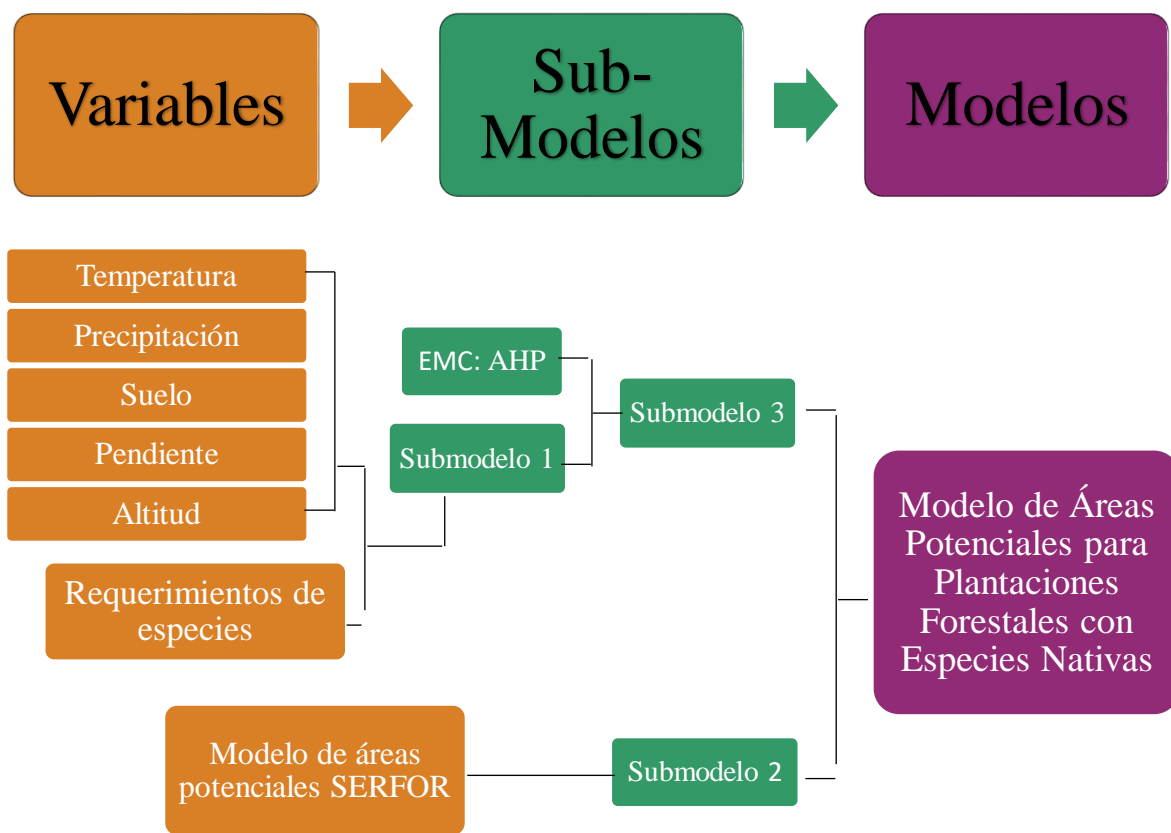 Variables
Sub-
Modelos
Modelos
Temperatura
Precipitación
Suelo
Pendiente
Altitud
Requerimientos de
especies
EMC: AHP
Submodelo 1
Submodelo 3
Modelo de áreas
potenciales SERFOR
Submodelo 2
Modelo de Áreas
Potenciales para
Plantaciones
Forestales con
Especies Nativas